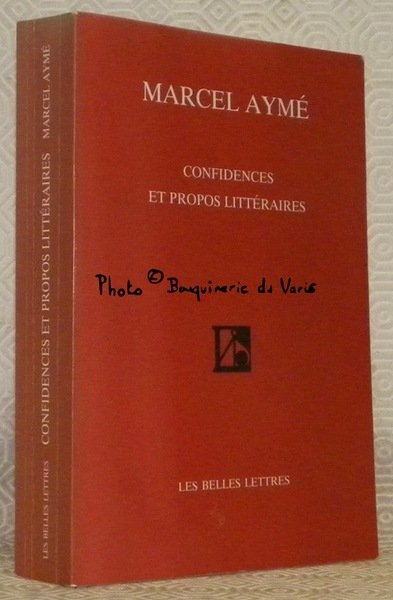 MARCEL AYMÉ
CONFIDENCES
ET PROPOS LITTÉRAIRES
Photo © Bouquinerie du Varis
LES BELLES LETTRES
LES BELLES LETTRES CONFIDENCES ET PROPOS LITTÉRAIRES MARCEL AYMÉ